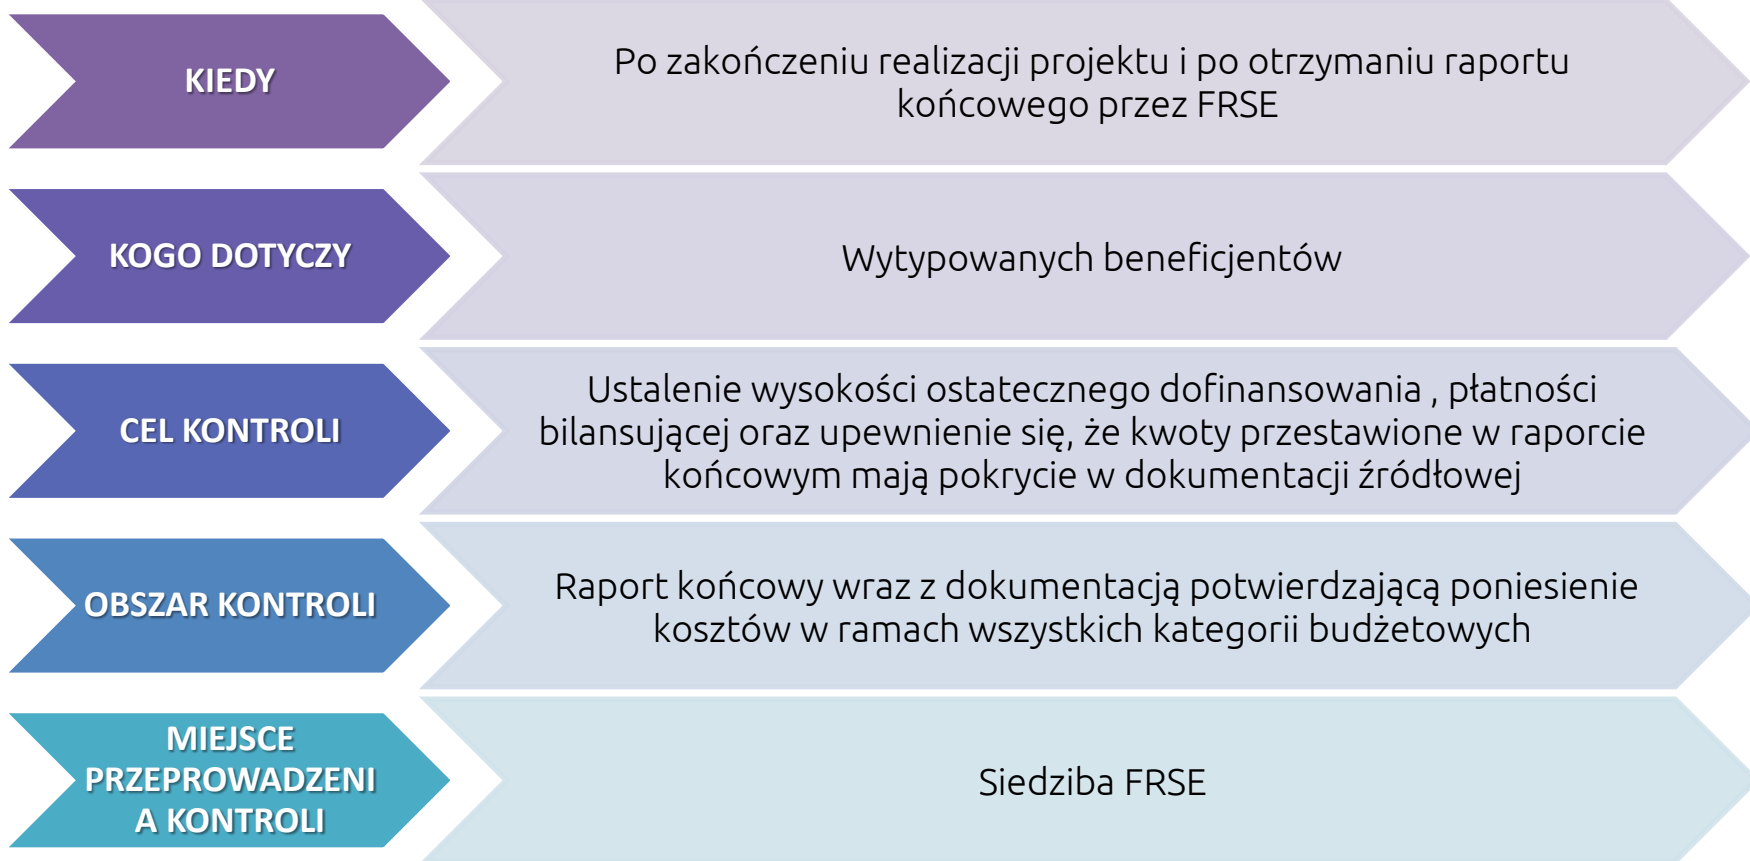 KIEDY
Po zakończeniu realizacji projektu i po otrzymaniu raportu
końcowego przez FRSE
KOGO DOTYCZY
Wytypowanych beneficjentów
CEL KONTROLI
Ustalenie wysokości ostatecznego dofinansowania , płatności
bilansującej oraz upewnienie się, że kwoty przestawione w raporcie
końcowym mają pokrycie w dokumentacji źródłowej
OBSZAR KONTROLI
Raport końcowy wraz z dokumentacją potwierdzającą poniesienie
kosztów w ramach wszystkich kategorii budżetowych
MIEJSCE
PRZEPROWADZENI
A KONTROLI
Siedziba FRSE